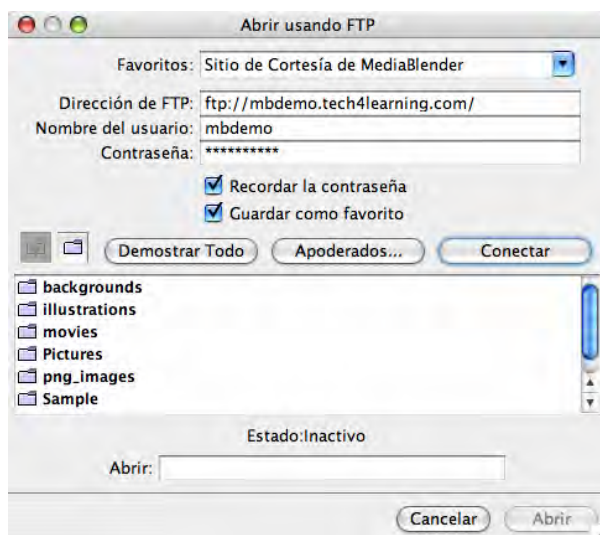 Abrir usando FTP
Favoritos: Sitio de Cortesía de MediaBlender
Dirección de FTP: ftp://mbdemo.tech4learning.com/
Nombre del usuario: mbdemo
Contraseña: **********
Recordar la contraseña
Guardar como favorito
Demostrar Todo Apoderados... Conectar
backgrounds
illustrations
movies
Pictures
png_images
Sample
Estado:Inactivo
Abrir:
Cancelar Abrir